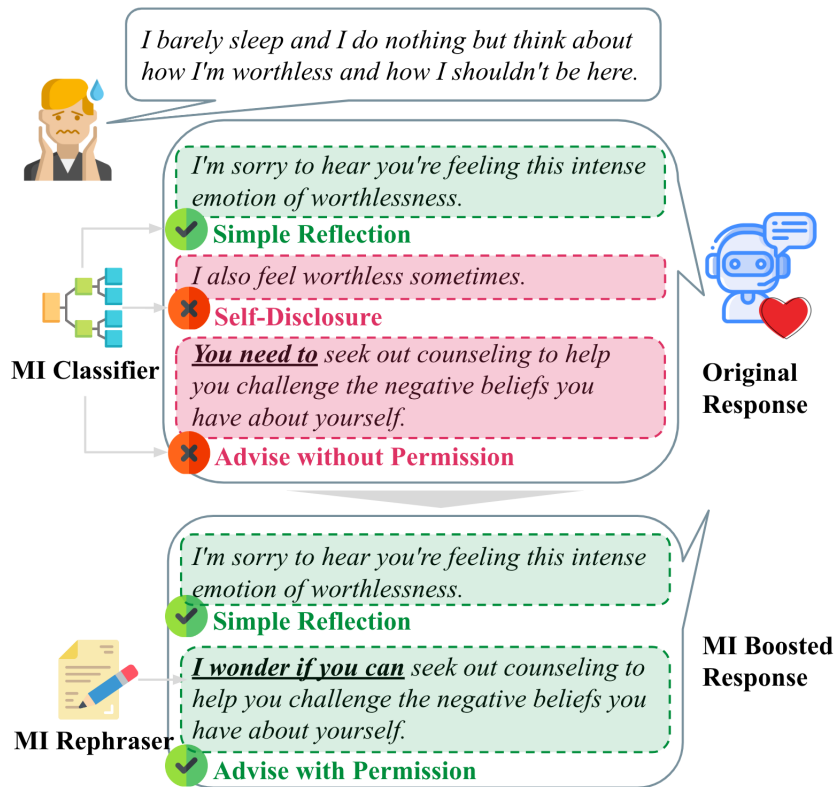 I barely sleep and I do nothing but think about
how I'm worthless and how I shouldn't be here.
I'm sorry to hear you're feeling this intense
emotion of worthlessness.
Simple Reflection
I also feel worthless sometimes.
Self-Disclosure
MI Classifier
You need to seek out counseling to help
you challenge the negative beliefs you
have about yourself.
Advise without Permission
Original
Response
I'm sorry to hear you're feeling this intense
emotion of worthlessness.
Simple Reflection
I wonder if you can seek out counseling to
help you challenge the negative beliefs you
have about yourself.
Advise with Permission
MI Rephraser
MI Boosted
Response